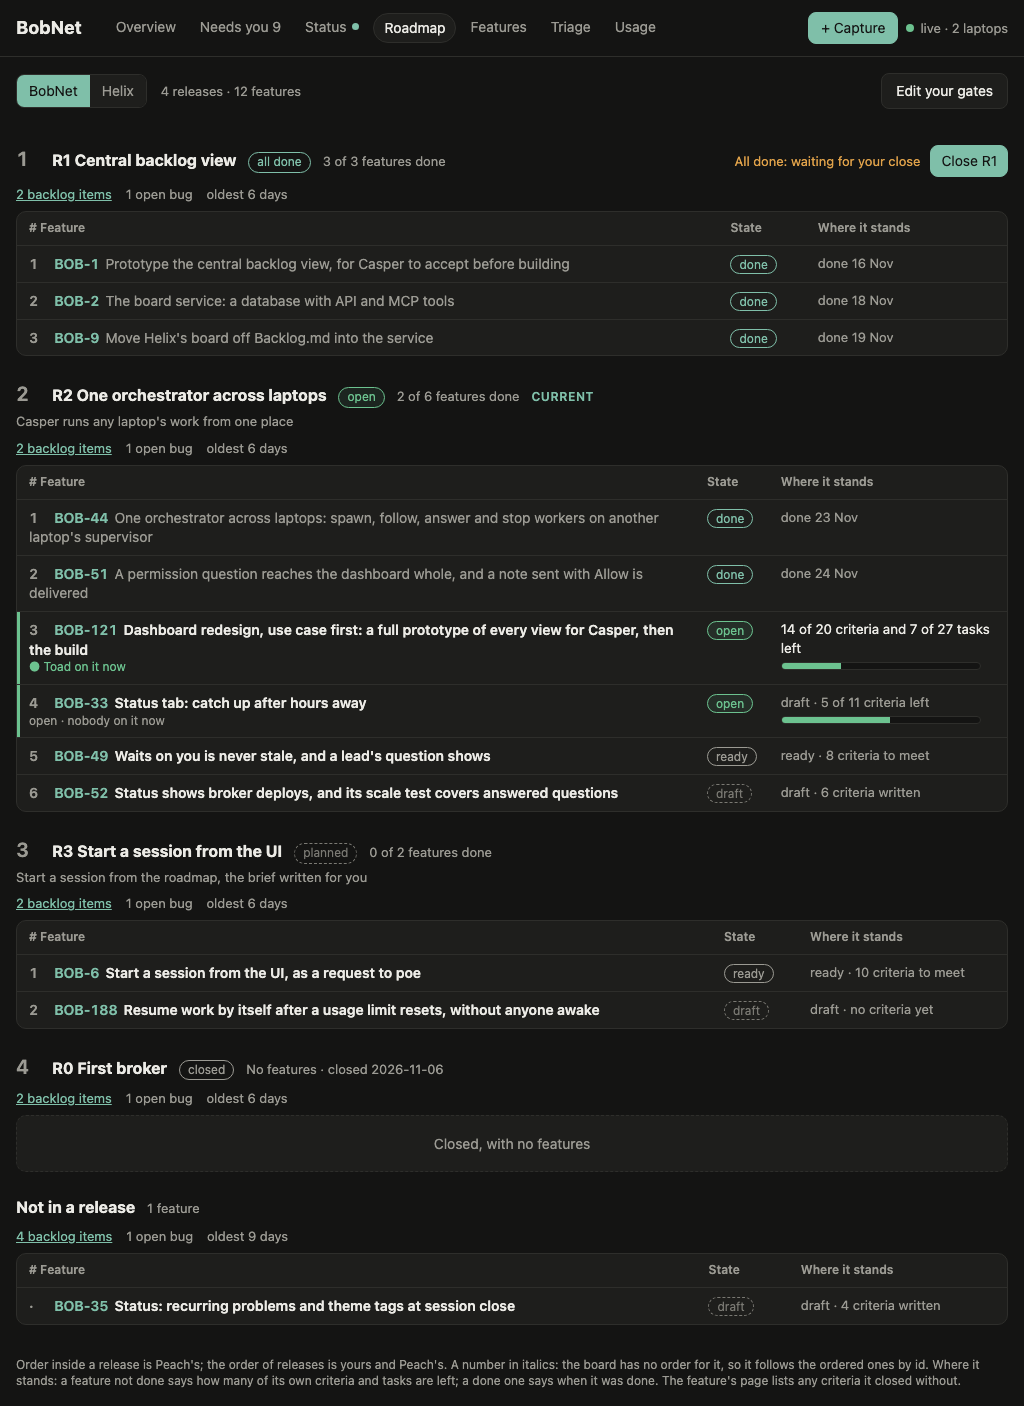 BobNet Overview Needs you 9 Status Roadmap Features Triage Usage + Capture live · 2 laptops
BobNet Helix 4 releases · 12 features Edit your gates
1 R1 Central backlog view all done 3 of 3 features done All done: waiting for your close Close R1
2 backlog items 1 open bug oldest 6 days
# Feature State Where it stands
1 BOB-1 Prototype the central backlog view, for Casper to accept before building done done 16 Nov
2 BOB-2 The board service: a database with API and MCP tools done done 18 Nov
3 BOB-9 Move Helix's board off Backlog.md into the service done done 19 Nov
2 R2 One orchestrator across laptops open 2 of 6 features done CURRENT
Casper runs any laptop's work from one place
2 backlog items 1 open bug oldest 6 days
# Feature State Where it stands
1 BOB-44 One orchestrator across laptops: spawn, follow, answer and stop workers on another done done 23 Nov
laptop's supervisor
2 BOB-51 A permission question reaches the dashboard whole, and a note sent with Allow is done done 24 Nov
delivered
3 BOB-121 Dashboard redesign, use case first: a full prototype of every view for Casper, then open 14 of 20 criteria and 7 of 27 tasks
the build left
Toad on it now
4 BOB-33 Status tab: catch up after hours away open draft · 5 of 11 criteria left
open · nobody on it now
5 BOB-49 Waits on you is never stale, and a lead's question shows ready ready · 8 criteria to meet
6 BOB-52 Status shows broker deploys, and its scale test covers answered questions draft draft · 6 criteria written
3 R3 Start a session from the UI planned 0 of 2 features done
Start a session from the roadmap, the brief written for you
2 backlog items 1 open bug oldest 6 days
# Feature State Where it stands
1 BOB-6 Start a session from the UI, as a request to poe ready ready · 10 criteria to meet
2 BOB-188 Resume work by itself after a usage limit resets, without anyone awake draft draft · no criteria yet
4 R0 First broker closed No features · closed 2026-11-06
2 backlog items 1 open bug oldest 6 days
Closed, with no features
Not in a release 1 feature
4 backlog items 1 open bug oldest 9 days
# Feature State Where it stands
· BOB-35 Status: recurring problems and theme tags at session close draft draft · 4 criteria written
Order inside a release is Peach's; the order of releases is yours and Peach's. A number in italics: the board has no order for it, so it follows the ordered ones by id. Where it
stands: a feature not done says how many of its own criteria and tasks are left; a done one says when it was done. The feature's page lists any criteria it closed without.